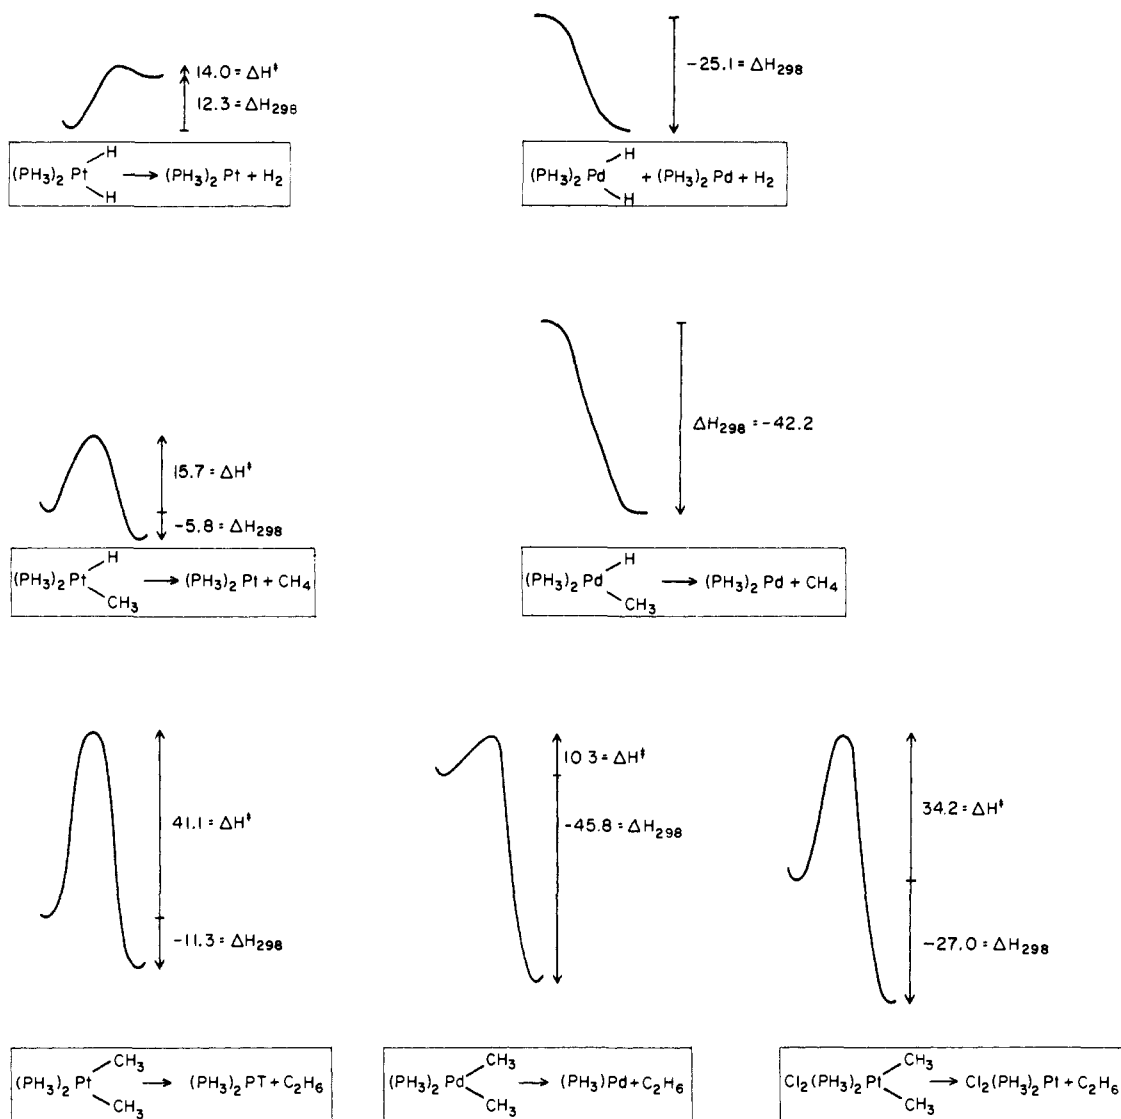 14.0 = ΔH‡
12.3 = ΔH298
(PH3)2 Pt H H → (PH3)2 Pt + H2
-25.1 = ΔH298
(PH3)2 Pd H H + (PH3)2 Pd + H2
15.7 = ΔH‡
-5.8 = ΔH298
(PH3)2 Pt H CH3 → (PH3)2 Pt + CH4
ΔH298 = -42.2
(PH3)2 Pd H CH3 → (PH3)2 Pd + CH4
41.1 = ΔH‡
-11.3 = ΔH298
(PH3)2 Pt CH3 CH3 → (PH3)2 PT + C2H6
10.3 = ΔH‡
-45.8 = ΔH298
(PH3)2 Pd CH3 CH3 → (PH3)Pd + C2H6
34.2 = ΔH‡
-27.0 = ΔH298
Cl2(PH3)2 Pt CH3 CH3 → Cl2(PH3)2 Pt + C2H6